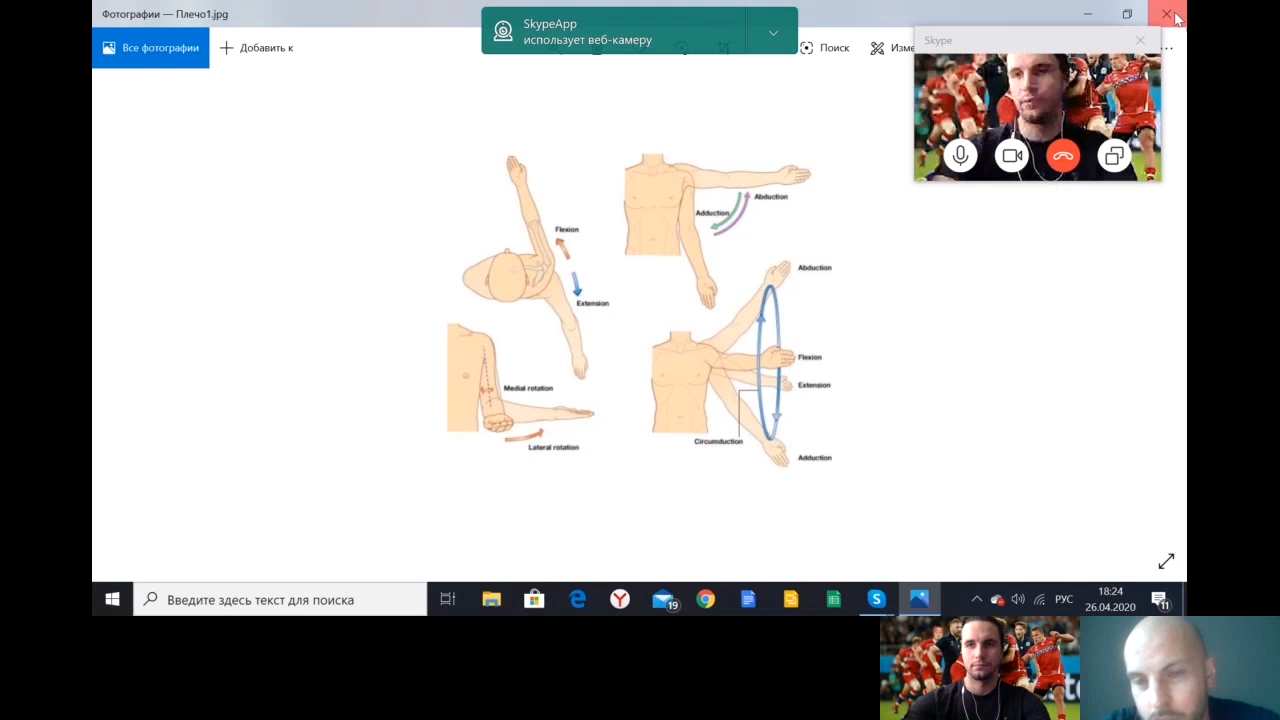 Фотографии — Плечо1.jpg
SkypeApp
использует веб-камеру
Все фотографии
Добавить к
Поиск
Изме
Skype
Abduction
Adduction
Flexion
Extension
Abduction
Flexion
Extension
Medial rotation
Circumduction
Lateral rotation
Adduction
Введите здесь текст для поиска
19
РУС
18:24
26.04.2020
11